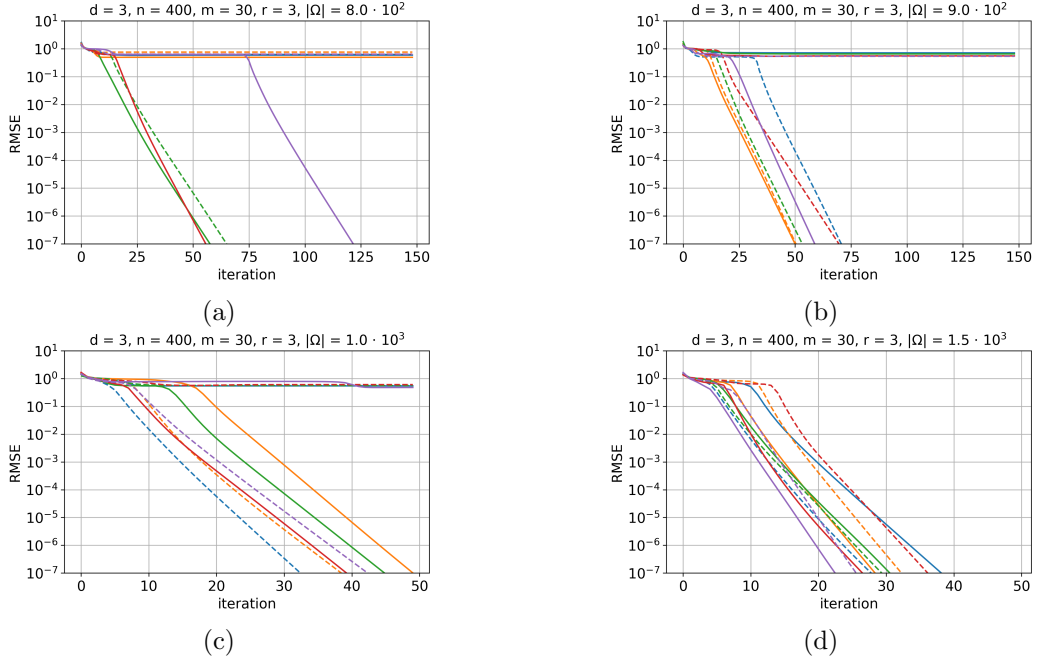 d = 3, n = 400, m = 30, r = 3, |Ω| = 8.0 · 10²
10¹
10⁰
10⁻¹
10⁻²
10⁻³
10⁻⁴
10⁻⁵
10⁻⁶
10⁻⁷
RMSE
0 25 50 75 100 125 150
iteration
(a)
d = 3, n = 400, m = 30, r = 3, |Ω| = 9.0 · 10²
10¹
10⁰
10⁻¹
10⁻²
10⁻³
10⁻⁴
10⁻⁵
10⁻⁶
10⁻⁷
RMSE
0 25 50 75 100 125 150
iteration
(b)
d = 3, n = 400, m = 30, r = 3, |Ω| = 1.0 · 10³
10¹
10⁰
10⁻¹
10⁻²
10⁻³
10⁻⁴
10⁻⁵
10⁻⁶
10⁻⁷
RMSE
0 10 20 30 40 50
iteration
(c)
d = 3, n = 400, m = 30, r = 3, |Ω| = 1.5 · 10³
10¹
10⁰
10⁻¹
10⁻²
10⁻³
10⁻⁴
10⁻⁵
10⁻⁶
10⁻⁷
RMSE
0 10 20 30 40 50
iteration
(d)